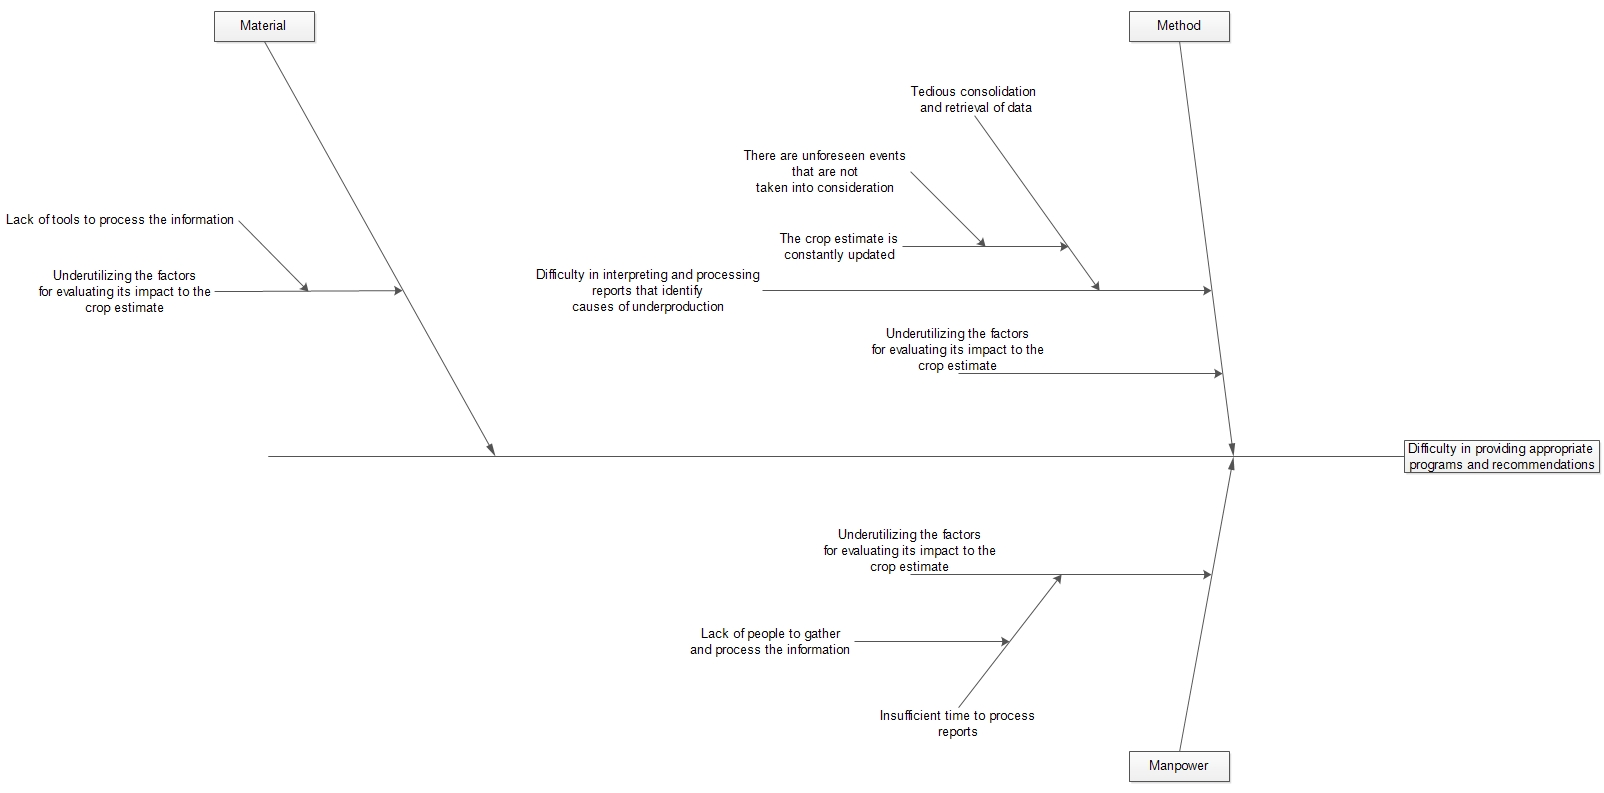 Material
Method
Tedious consolidation
and retrieval of data
There are unforeseen events
that are not
taken into consideration
Lack of tools to process the information
The crop estimate is
constantly updated
Underutilizing the factors
for evaluating its impact to the
crop estimate
Difficulty in interpreting and processing
reports that identify
causes of underproduction
Underutilizing the factors
for evaluating its impact to the
crop estimate
Difficulty in providing appropriate
programs and recommendations
Underutilizing the factors
for evaluating its impact to the
crop estimate
Lack of people to gather
and process the information
Insufficient time to process
reports
Manpower